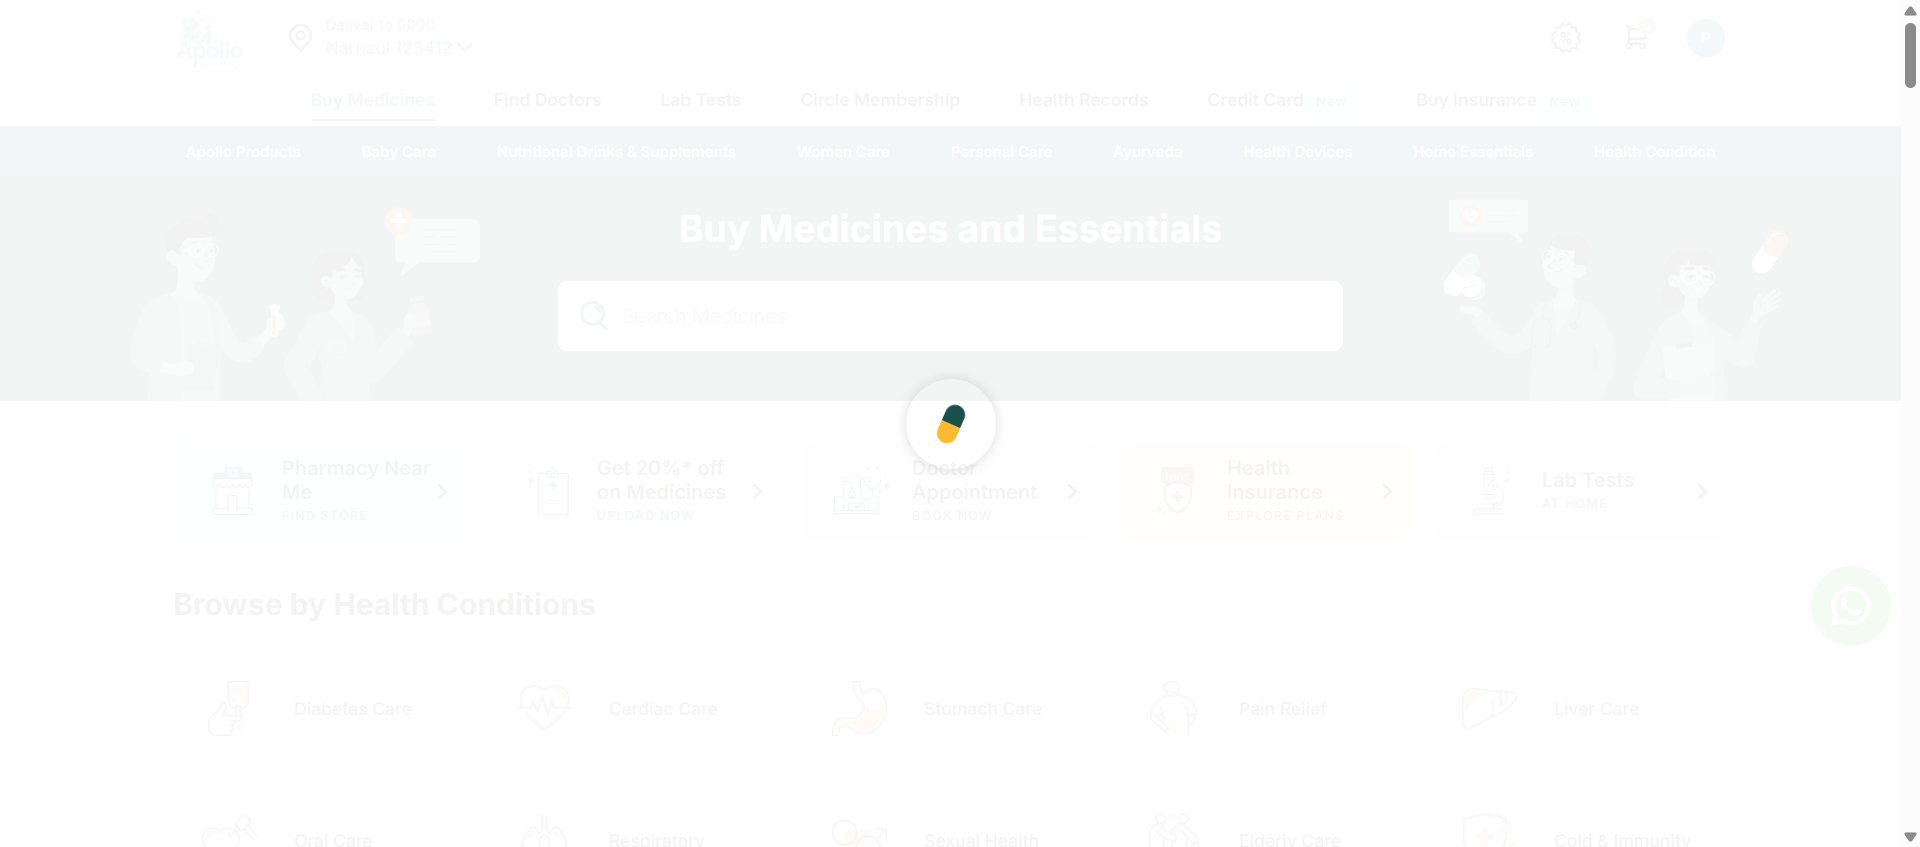 Apollo
Deliver to 0000
Narnaul 123412
%
P
Buy Medicines
Find Doctors
Lab Tests
Circle Membership
Health Records
Credit Card New
Buy Insurance New
Apollo Products
Baby Care
Nutritional Drinks & Supplements
Women Care
Personal Care
Ayurveda
Health Devices
Home Essentials
Health Condition
Buy Medicines and Essentials
Search Medicines
Pharmacy Near
Me
FIND STORE
Get 20%* off
on Medicines
UPLOAD NOW
Doctor
Appointment
BOOK NOW
New
Health
Insurance
EXPLORE PLANS
Lab Tests
AT HOME
Browse by Health Conditions
Diabetes Care
Cardiac Care
Stomach Care
Pain Relief
Liver Care
Oral Care
Respiratory
Sexual Health
Elderly Care
Cold & Immunity